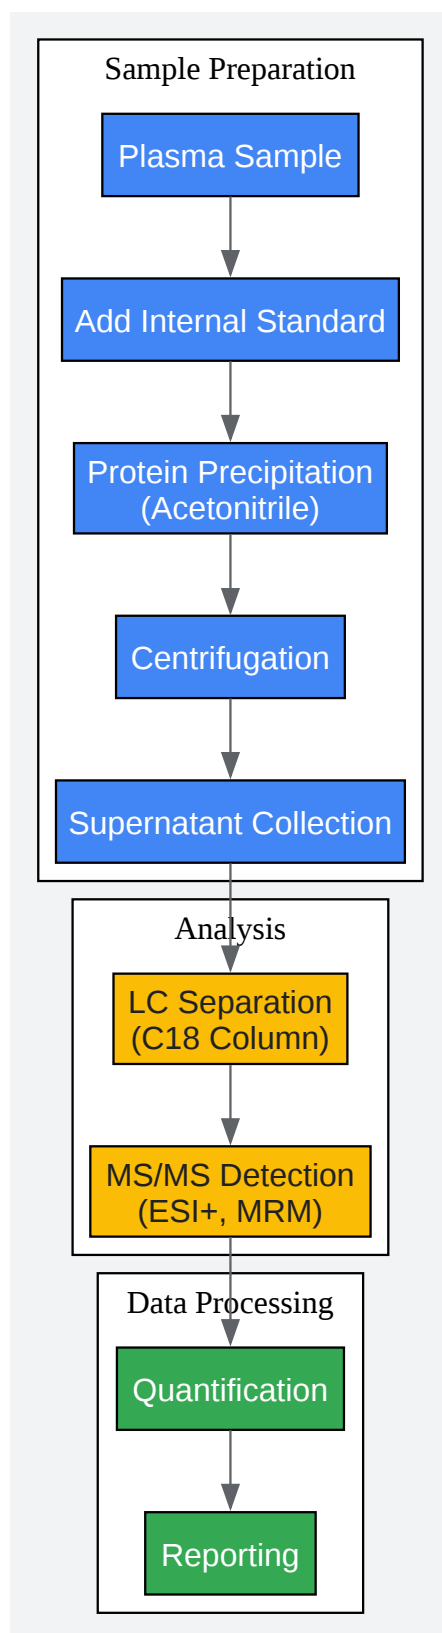 Sample Preparation
Plasma Sample
Add Internal Standard
Protein Precipitation
(Acetonitrile)
Centrifugation
Supernatant Collection
Analysis
LC Separation
(C18 Column)
MS/MS Detection
(ESI+, MRM)
Data Processing
Quantification
Reporting